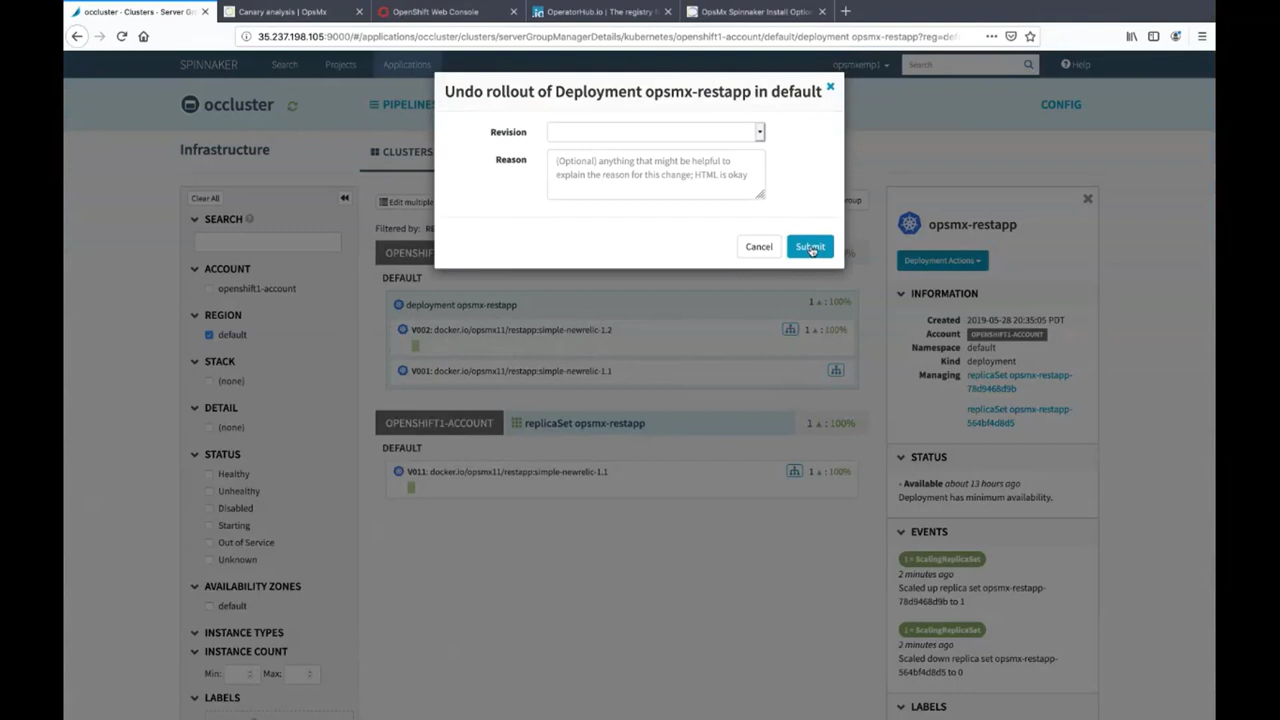 occluster - Clusters - Server Gr
Canary analysis | OpsMx
OpenShift Web Console
OperatorHub.io | The registry f
OpsMx Spinnaker Install Option
35.237.198.105:9000/#/applications/occluster/clusters/serverGroupManagerDetails/kubernetes/openshift1-account/default/deployment opsmx-restapp?reg=def
SPINNAKER
Search
Projects
Applications
opsmxemp1
Search
Help
occluster
PIPELINES
CONFIG
Undo rollout of Deployment opsmx-restapp in default
Revision
Reason
(Optional) anything that might be helpful to
explain the reason for this change; HTML is okay
Cancel
Submit
Infrastructure
CLUSTERS
Clear All
SEARCH
ACCOUNT
openshift1-account
REGION
default
STACK
(none)
DETAIL
(none)
STATUS
Healthy
Unhealthy
Disabled
Starting
Out of Service
Unknown
AVAILABILITY ZONES
default
INSTANCE TYPES
INSTANCE COUNT
Min:
Max:
LABELS
Edit multiple
Filtered by: RE
OPENSHIFT
DEFAULT
deployment opsmx-restapp
1 : 100%
V002: docker.io/opsmx11/restapp:simple-newrelic-1.2
1 : 100%
V001: docker.io/opsmx11/restapp:simple-newrelic-1.1
OPENSHIFT1-ACCOUNT
replicaSet opsmx-restapp
1 : 100%
DEFAULT
V011: docker.io/opsmx11/restapp:simple-newrelic-1.1
1 : 100%
opsmx-restapp
Deployment Actions
INFORMATION
Created 2019-05-28 20:35:05 PDT
Account OPENSHIFT1-ACCOUNT
Namespace default
Kind deployment
Managing replicaSet opsmx-restapp-
78d9468d9b
replicaSet opsmx-restapp-
564bf4d8d5
STATUS
- Available about 13 hours ago
Deployment has minimum availability.
EVENTS
1 × ScalingReplicaSet
2 minutes ago
Scaled up replica set opsmx-restapp-
78d9468d9b to 1
1 × ScalingReplicaSet
2 minutes ago
Scaled down replica set opsmx-restapp-
564bf4d8d5 to 0
LABELS